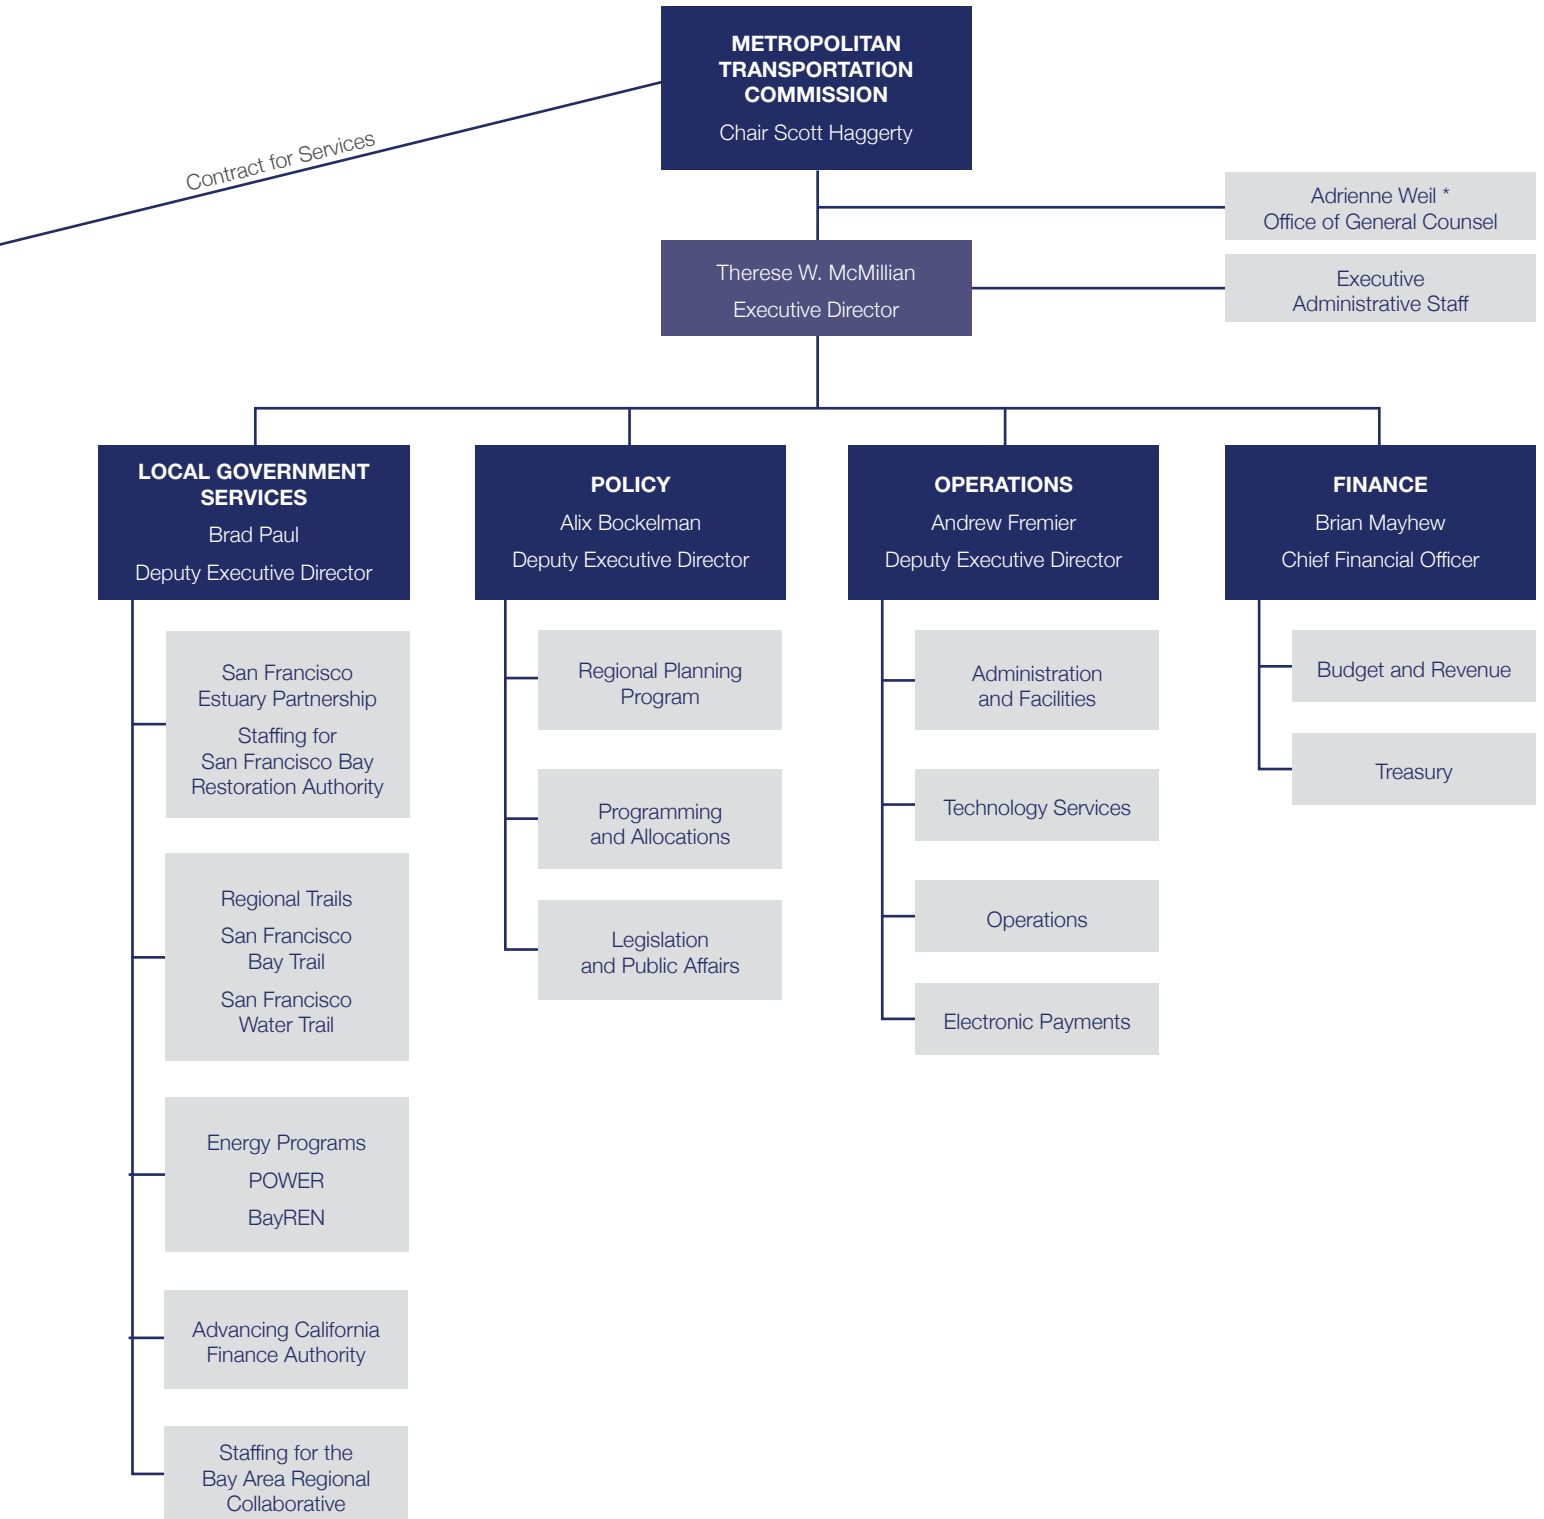 METROPOLITAN
TRANSPORTATION
COMMISSION
Chair Scott Haggerty
Contract for Services
Adrienne Weil *
Office of General Counsel
Therese W. McMillian
Executive Director
Executive
Administrative Staff
LOCAL GOVERNMENT
SERVICES
Brad Paul
Deputy Executive Director
San Francisco
Estuary Partnership
Staffing for
San Francisco Bay
Restoration Authority
Regional Trails
San Francisco
Bay Trail
San Francisco
Water Trail
Energy Programs
POWER
BayREN
Advancing California
Finance Authority
Staffing for the
Bay Area Regional
Collaborative
POLICY
Alix Bockelman
Deputy Executive Director
Regional Planning
Program
Programming
and Allocations
Legislation
and Public Affairs
OPERATIONS
Andrew Fremier
Deputy Executive Director
Administration
and Facilities
Technology Services
Operations
Electronic Payments
FINANCE
Brian Mayhew
Chief Financial Officer
Budget and Revenue
Treasury